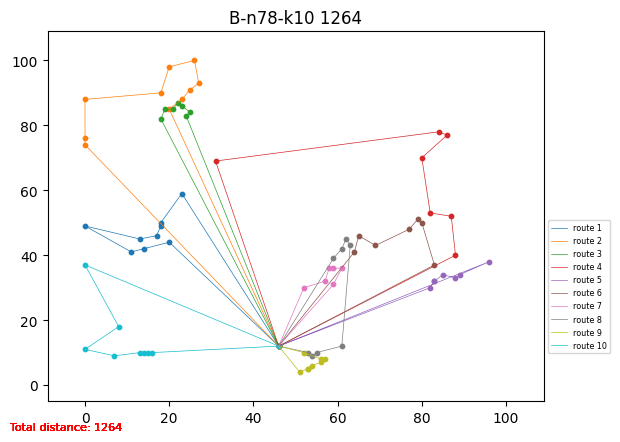 B-n78-k10 1264
100
80
60
40
20
0
0 20 40 60 80 100
route 1
route 2
route 3
route 4
route 5
route 6
route 7
route 8
route 9
route 10
Total distance: 1264